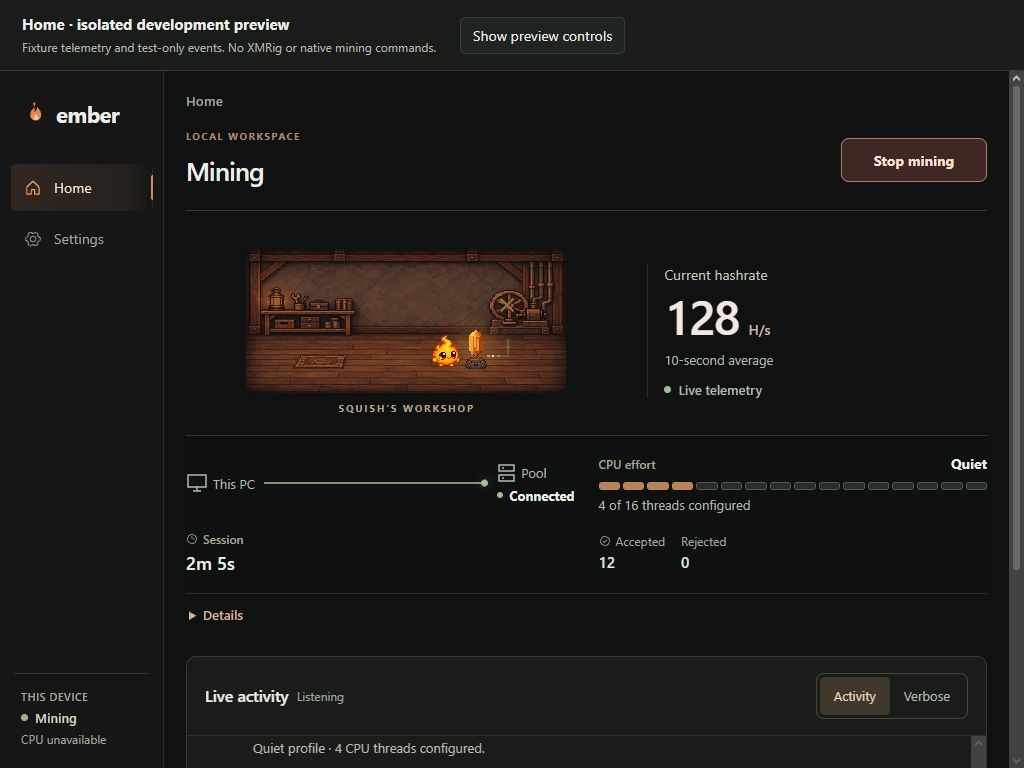 Home · isolated development preview
Fixture telemetry and test-only events. No XMRig or native mining commands.
Show preview controls
ember
Home
Settings
THIS DEVICE
Mining
CPU unavailable
Home
LOCAL WORKSPACE
Mining
Stop mining
SQUISH'S WORKSHOP
Current hashrate
128 H/s
10-second average
Live telemetry
This PC
Pool
Connected
CPU effort
Quiet
4 of 16 threads configured
Session
2m 5s
Accepted
12
Rejected
0
Details
Live activity
Listening
Activity
Verbose
Quiet profile · 4 CPU threads configured.